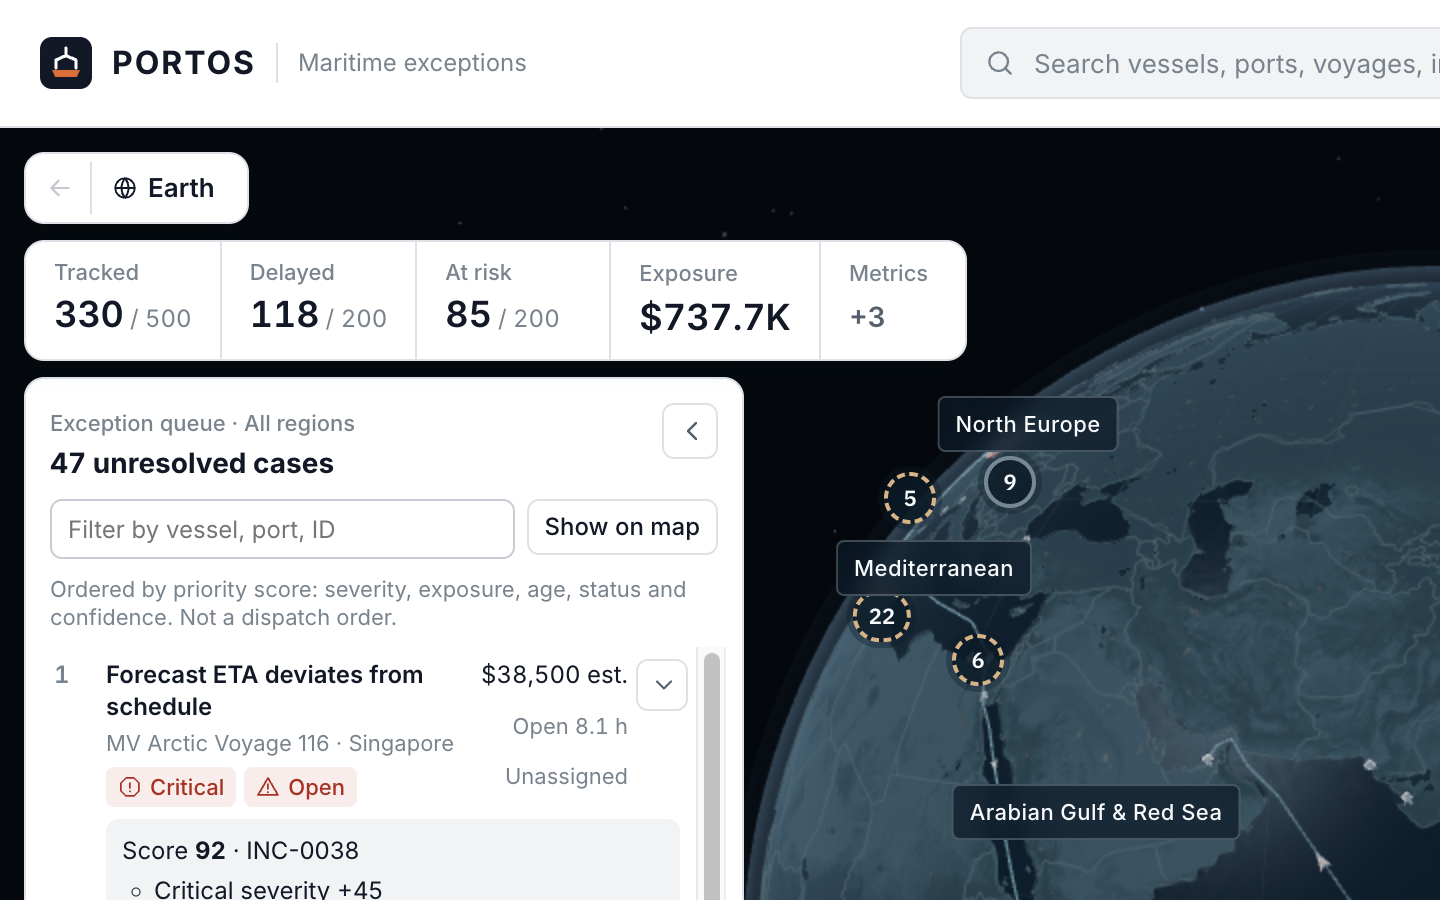 PORTOS
Maritime exceptions
Search vessels, ports, voyages,
Earth
Tracked
330 / 500
Delayed
118 / 200
At risk
85 / 200
Exposure
$737.7K
Metrics
+3
Exception queue · All regions
47 unresolved cases
Filter by vessel, port, ID
Show on map
Ordered by priority score: severity, exposure, age, status and
confidence. Not a dispatch order.
1
Forecast ETA deviates from
schedule
MV Arctic Voyage 116 · Singapore
Critical
Open
$38,500 est.
Open 8.1 h
Unassigned
Score 92 · INC-0038
Critical severity +45
North Europe
9
5
Mediterranean
22
6
Arabian Gulf & Red Sea